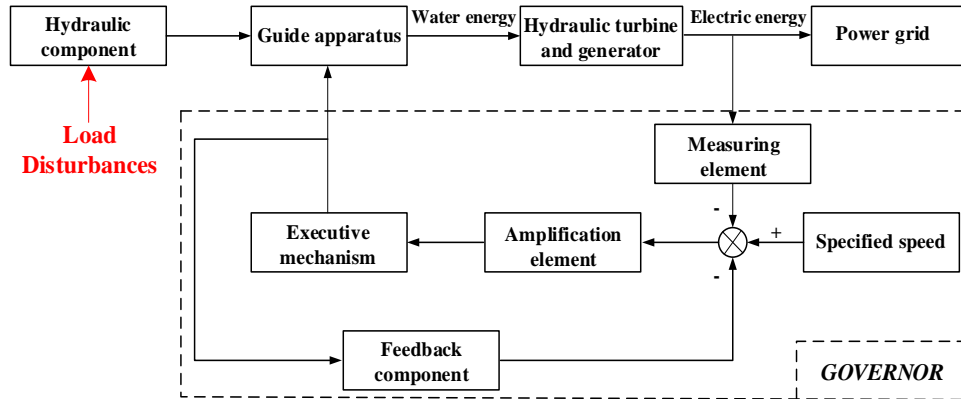 Hydraulic
component
Guide apparatus
Water energy
Hydraulic turbine
and generator
Electric energy
Power grid
Load
Disturbances
Measuring
element
-
+
Specified speed
Executive
mechanism
Amplification
element
-
Feedback
component
GOVERNOR